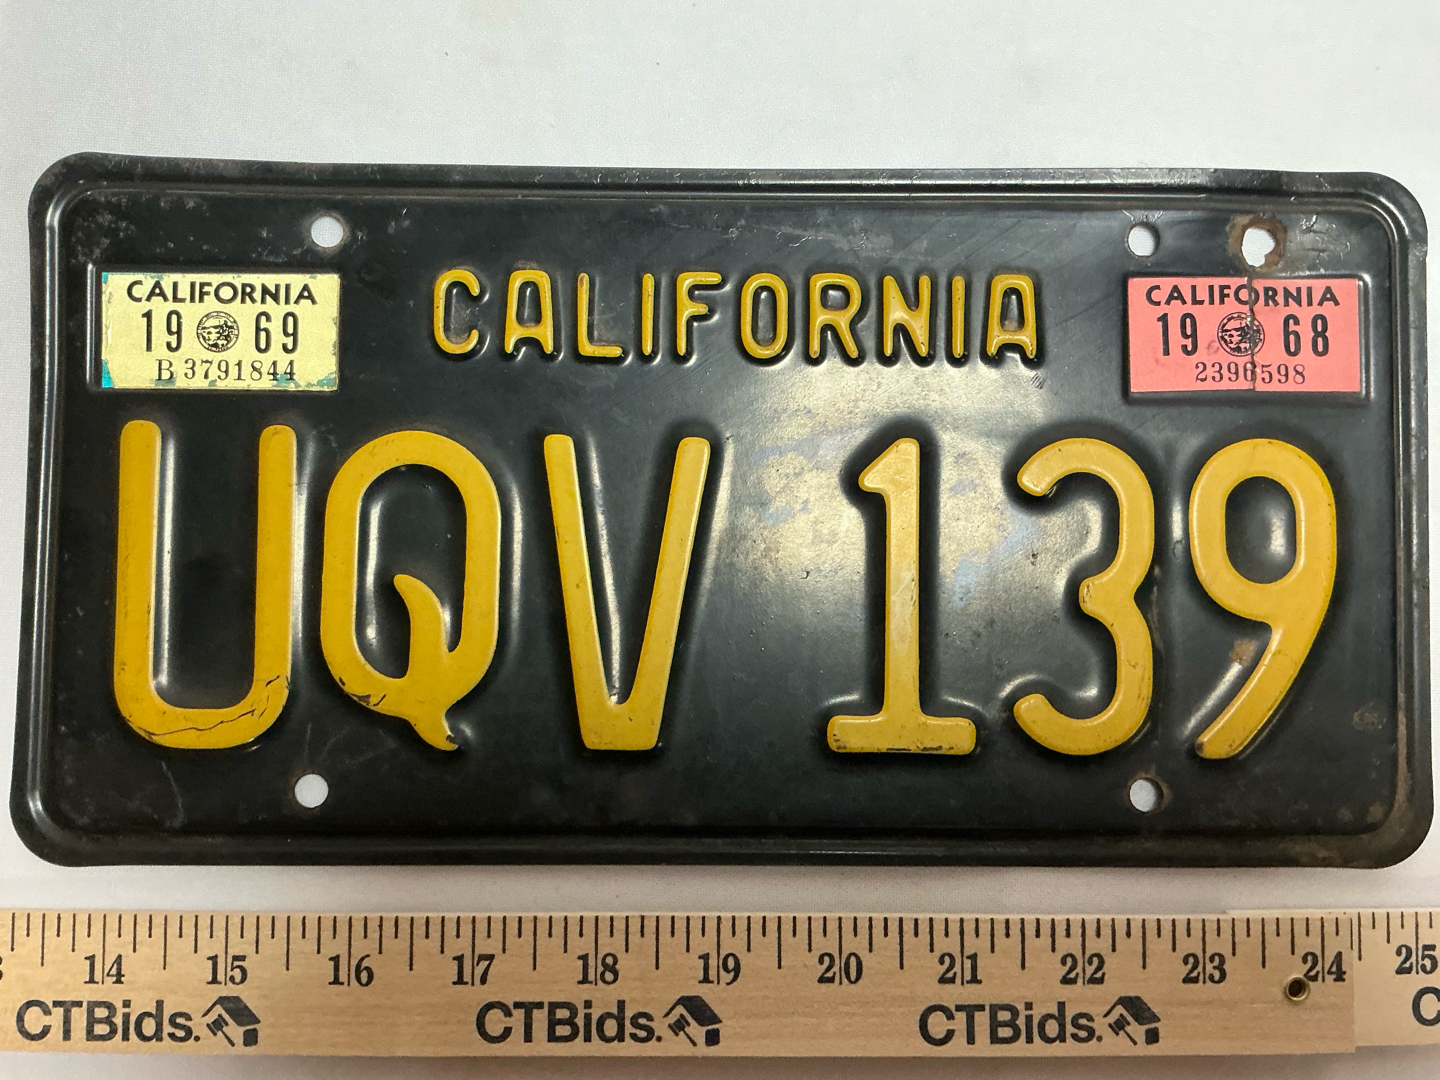 CALIFORNIA
19 69
B 3791844
CALIFORNIA
CALIFORNIA
19 68
2396598
UQV 139
14 15 16 17 18 19 20 21 22 23 24 25
CTBids. CTBids. CTBids. C